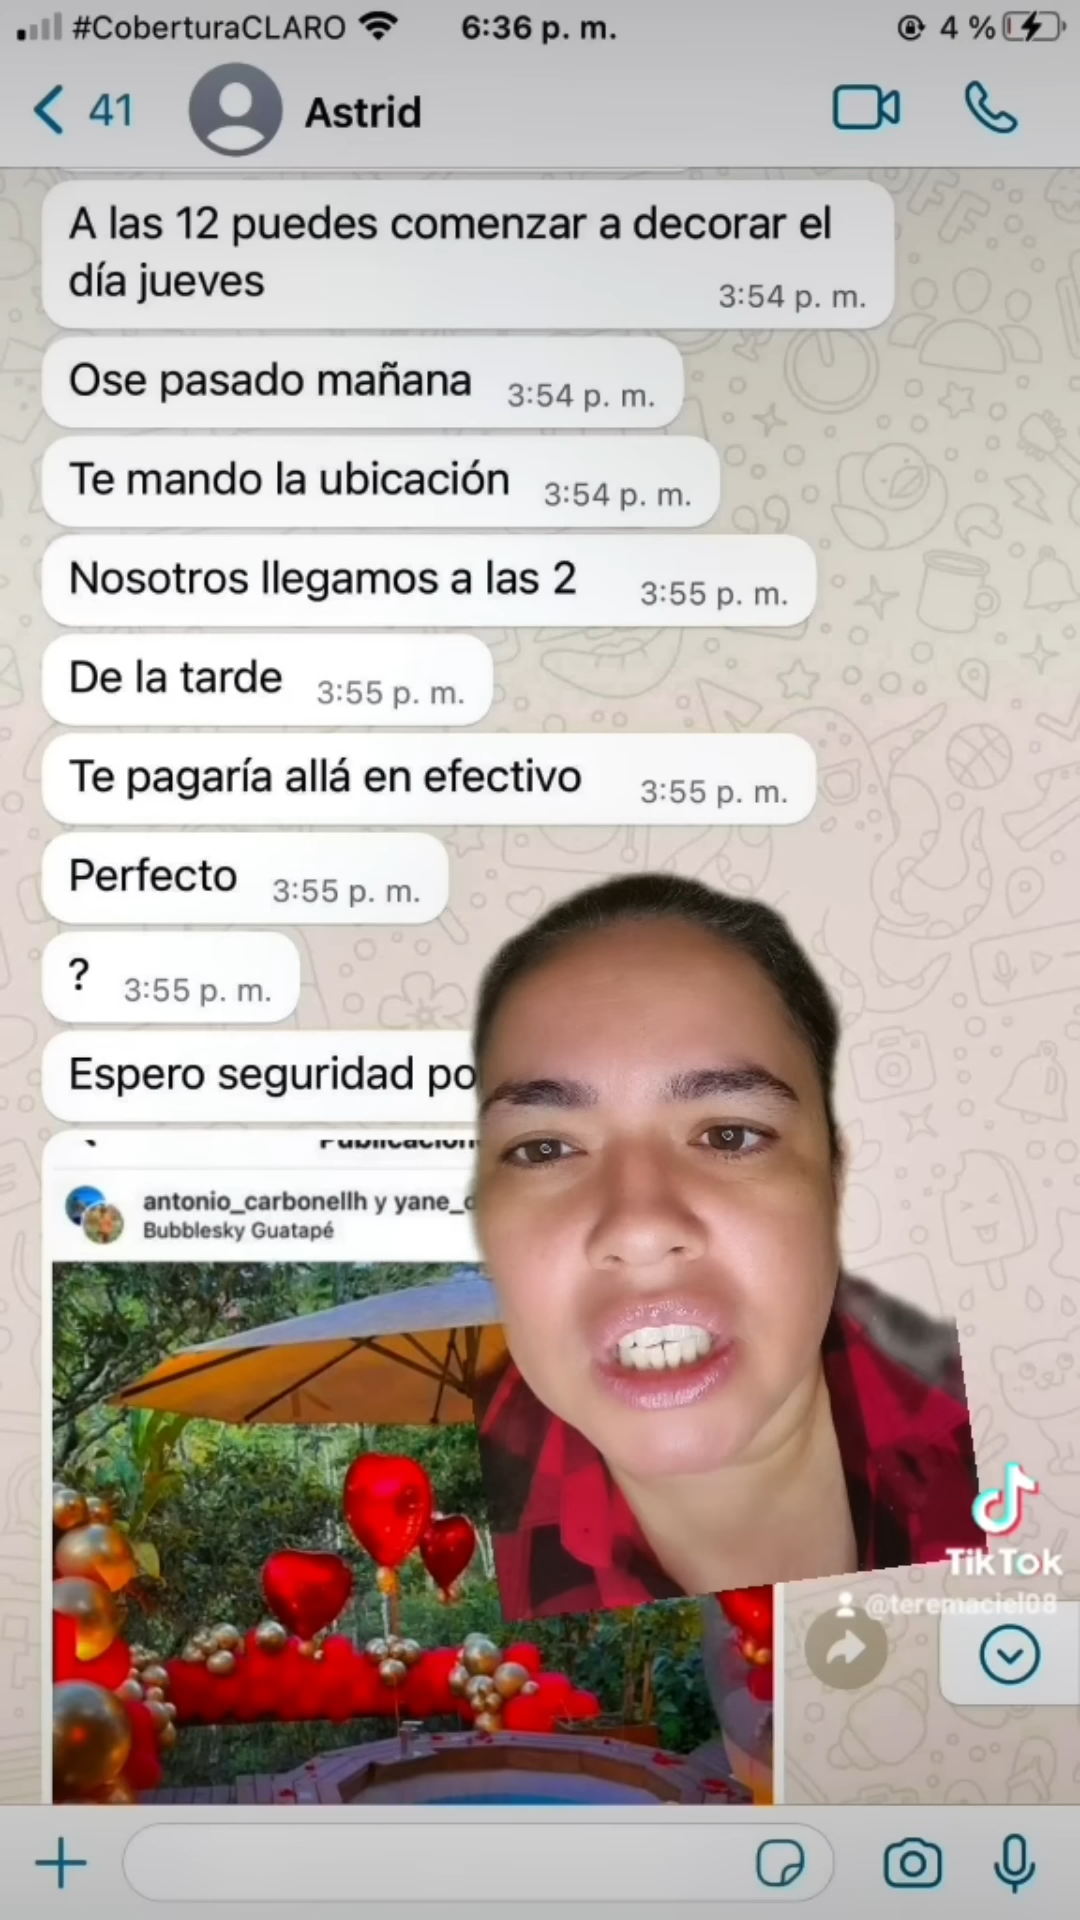 #CoberturaCLARO 6:36 p. m. 4 %
41 Astrid
A las 12 puedes comenzar a decorar el
día jueves
3:54 p. m.
Ose pasado mañana 3:54 p. m.
Te mando la ubicación 3:54 p. m.
Nosotros llegamos a las 2 3:55 p. m.
De la tarde 3:55 p. m.
Te pagaría allá en efectivo 3:55 p. m.
Perfecto 3:55 p. m.
? 3:55 p. m.
Espero seguridad po
antonio_carbonellh y yane_
Bubblesky Guatapé
TikTok
@teremaciel08